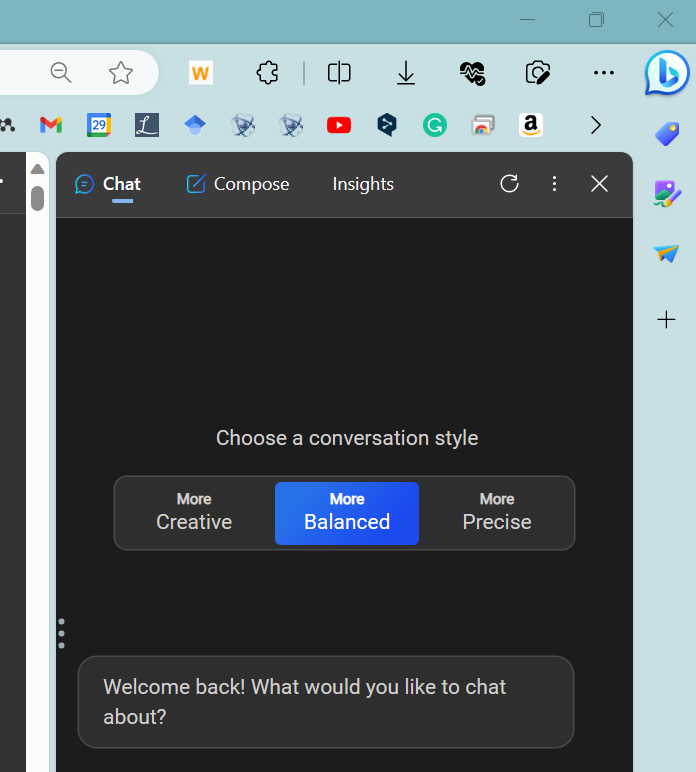 W
29
L
G
a
Chat
Compose
Insights
Choose a conversation style
More
Creative
More
Balanced
More
Precise
Welcome back! What would you like to chat
about?